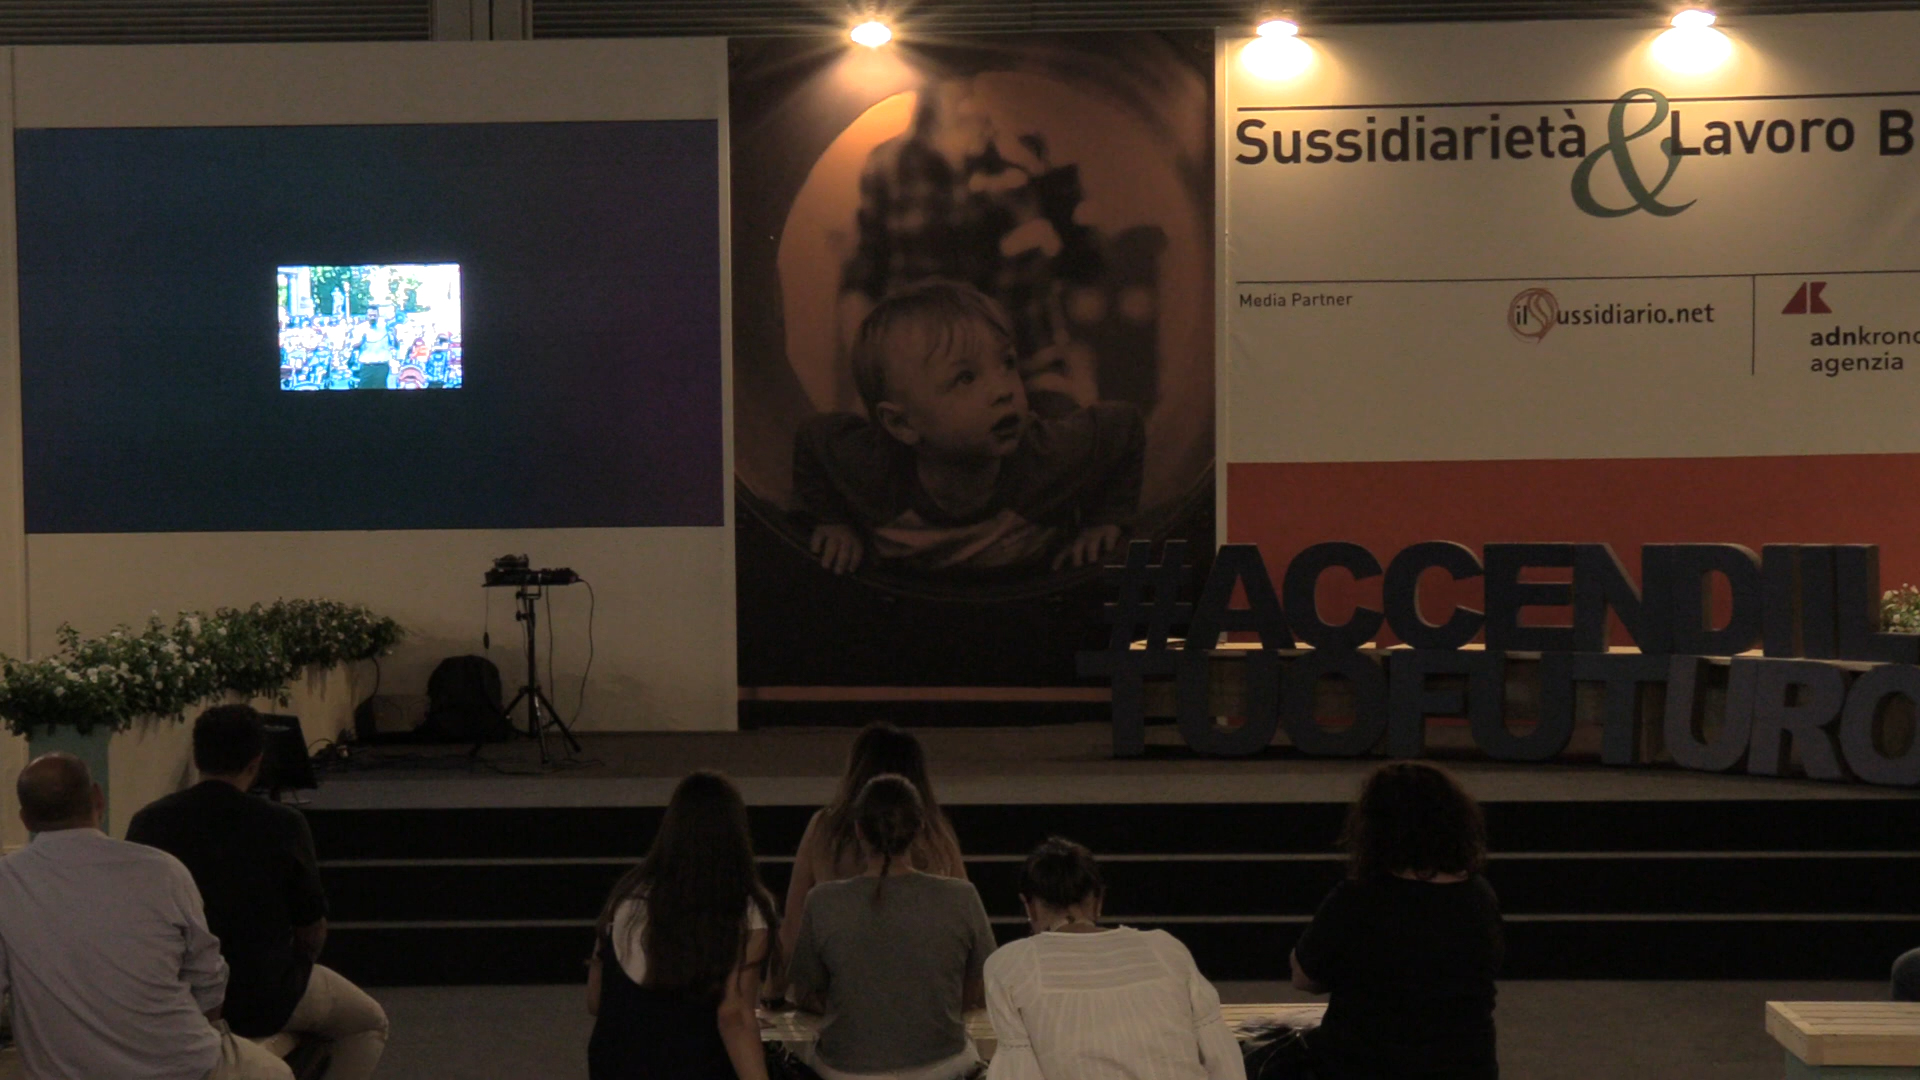 Sussidiarietà & Lavoro B
Media Partner
ilSussidiario.net
adnkrono
agenzia
#ACCENDIIL
TUOFUTURO